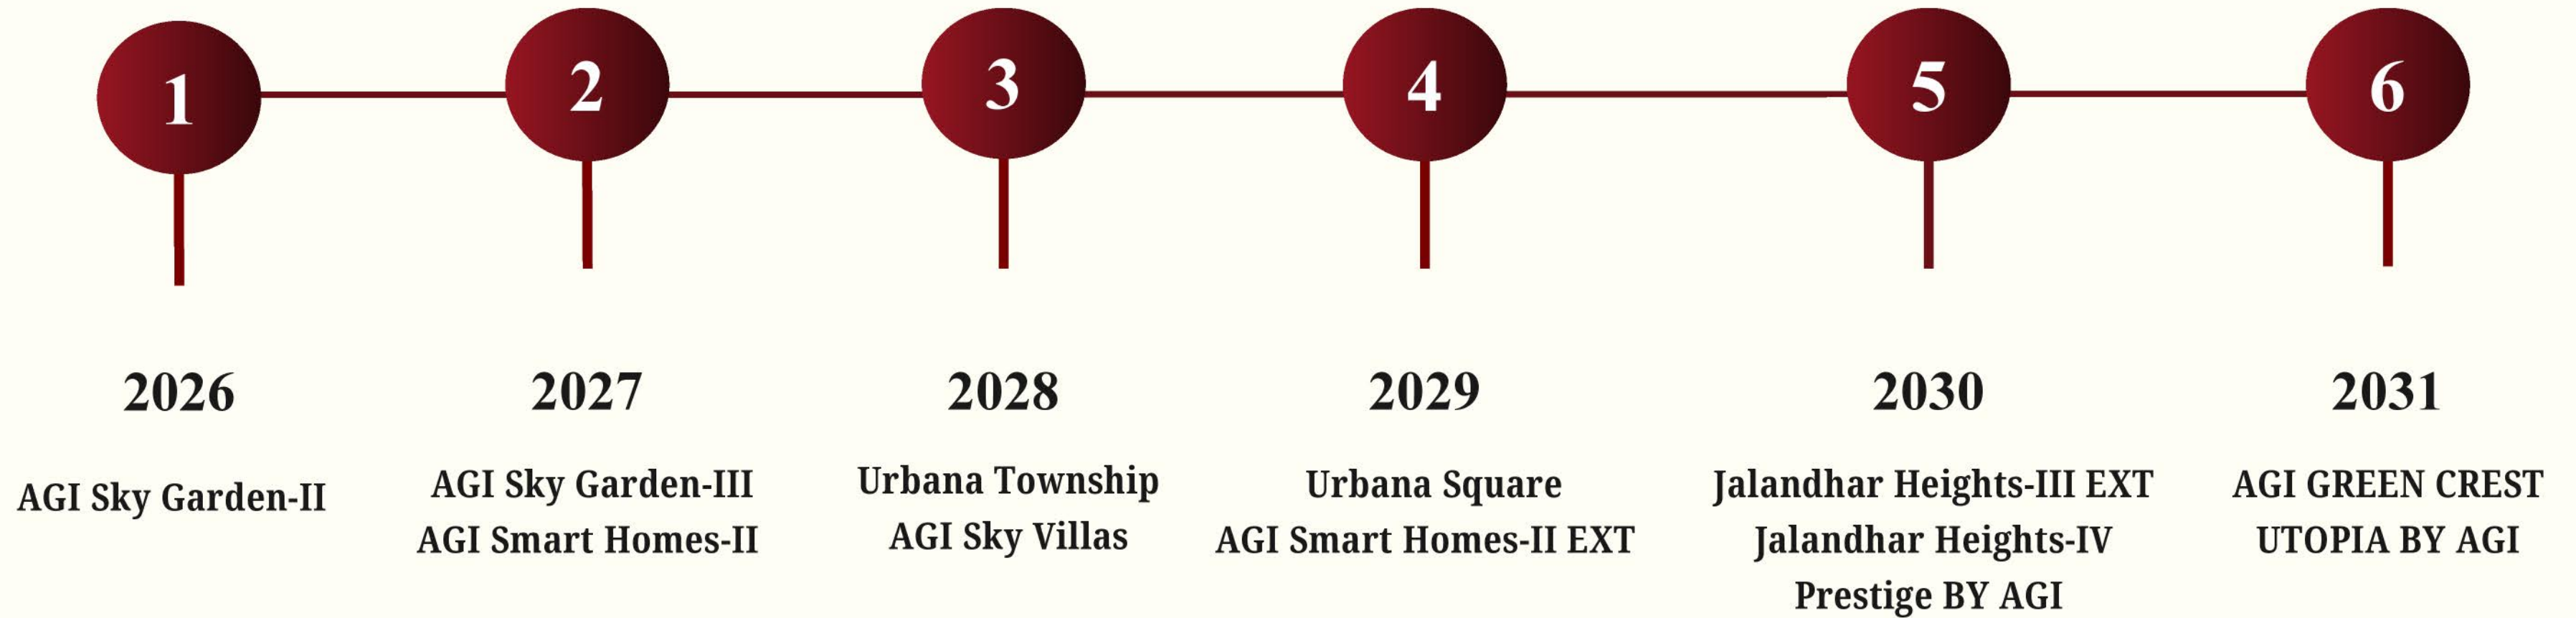 1
2
3
4
5
6
2026
AGI Sky Garden-II
2027
AGI Sky Garden-III
AGI Smart Homes-II
2028
Urbana Township
AGI Sky Villas
2029
Urbana Square
AGI Smart Homes-II EXT
2030
Jalandhar Heights-III EXT
Jalandhar Heights-IV
Prestige BY AGI
2031
AGI GREEN CREST
UTOPIA BY AGI